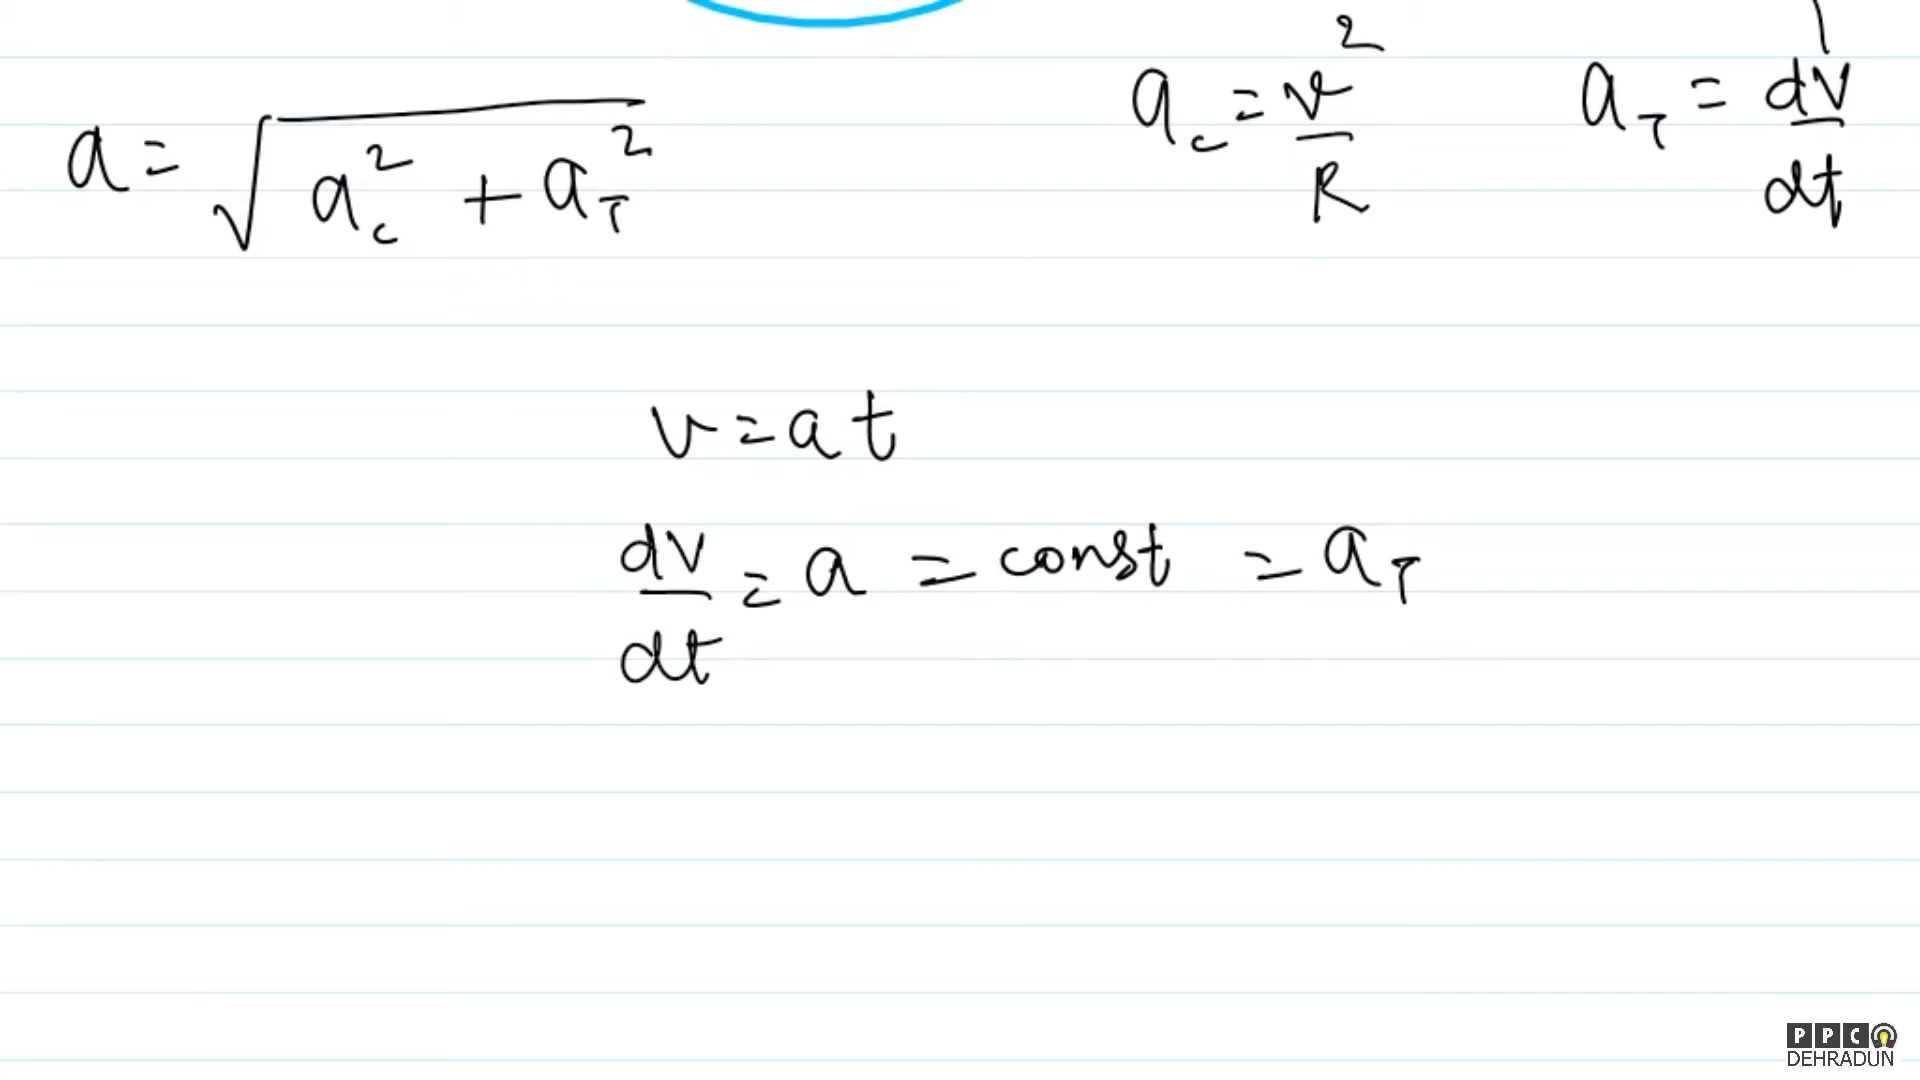 a = √(a_c² + a_T²)
a_c = v²/R
a_T = dv/dt
v = at
dv/dt = a = const = a_T
PPC
DEHRADUN